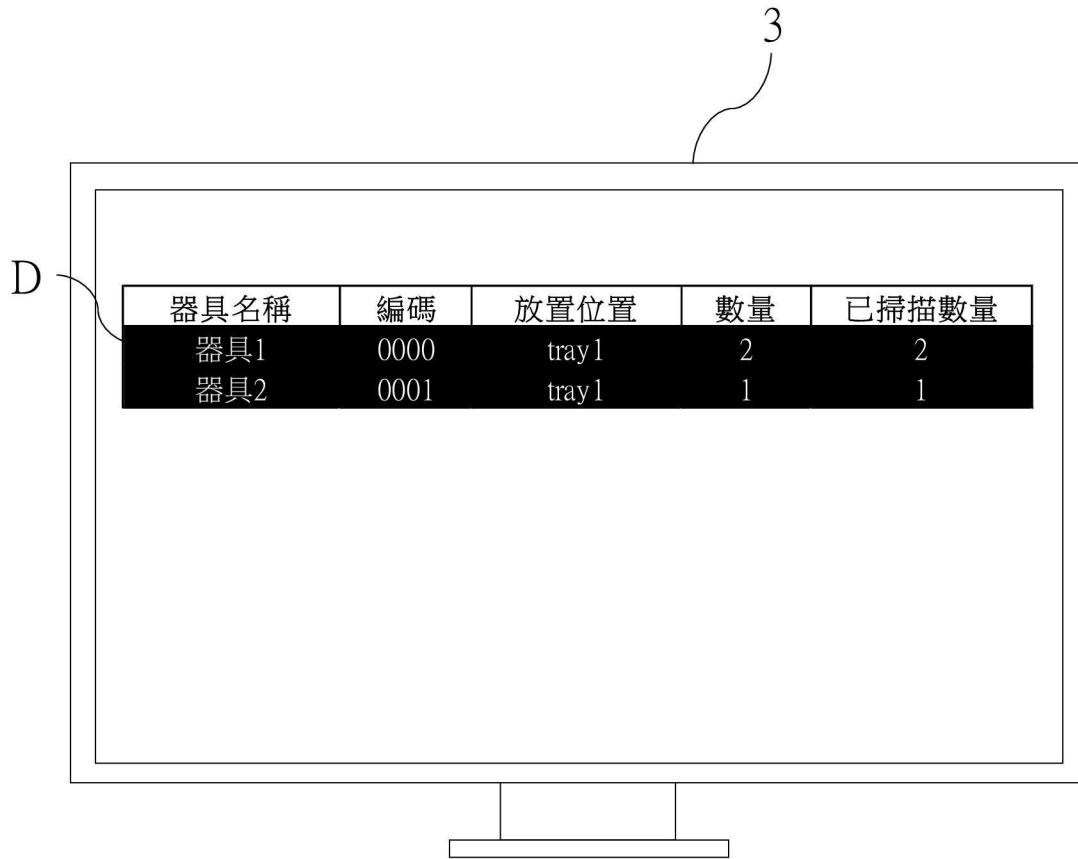 3
D
器具名稱 編碼 放置位置 數量 已掃描數量
器具1 0000 tray1 2 2
器具2 0001 tray1 1 1